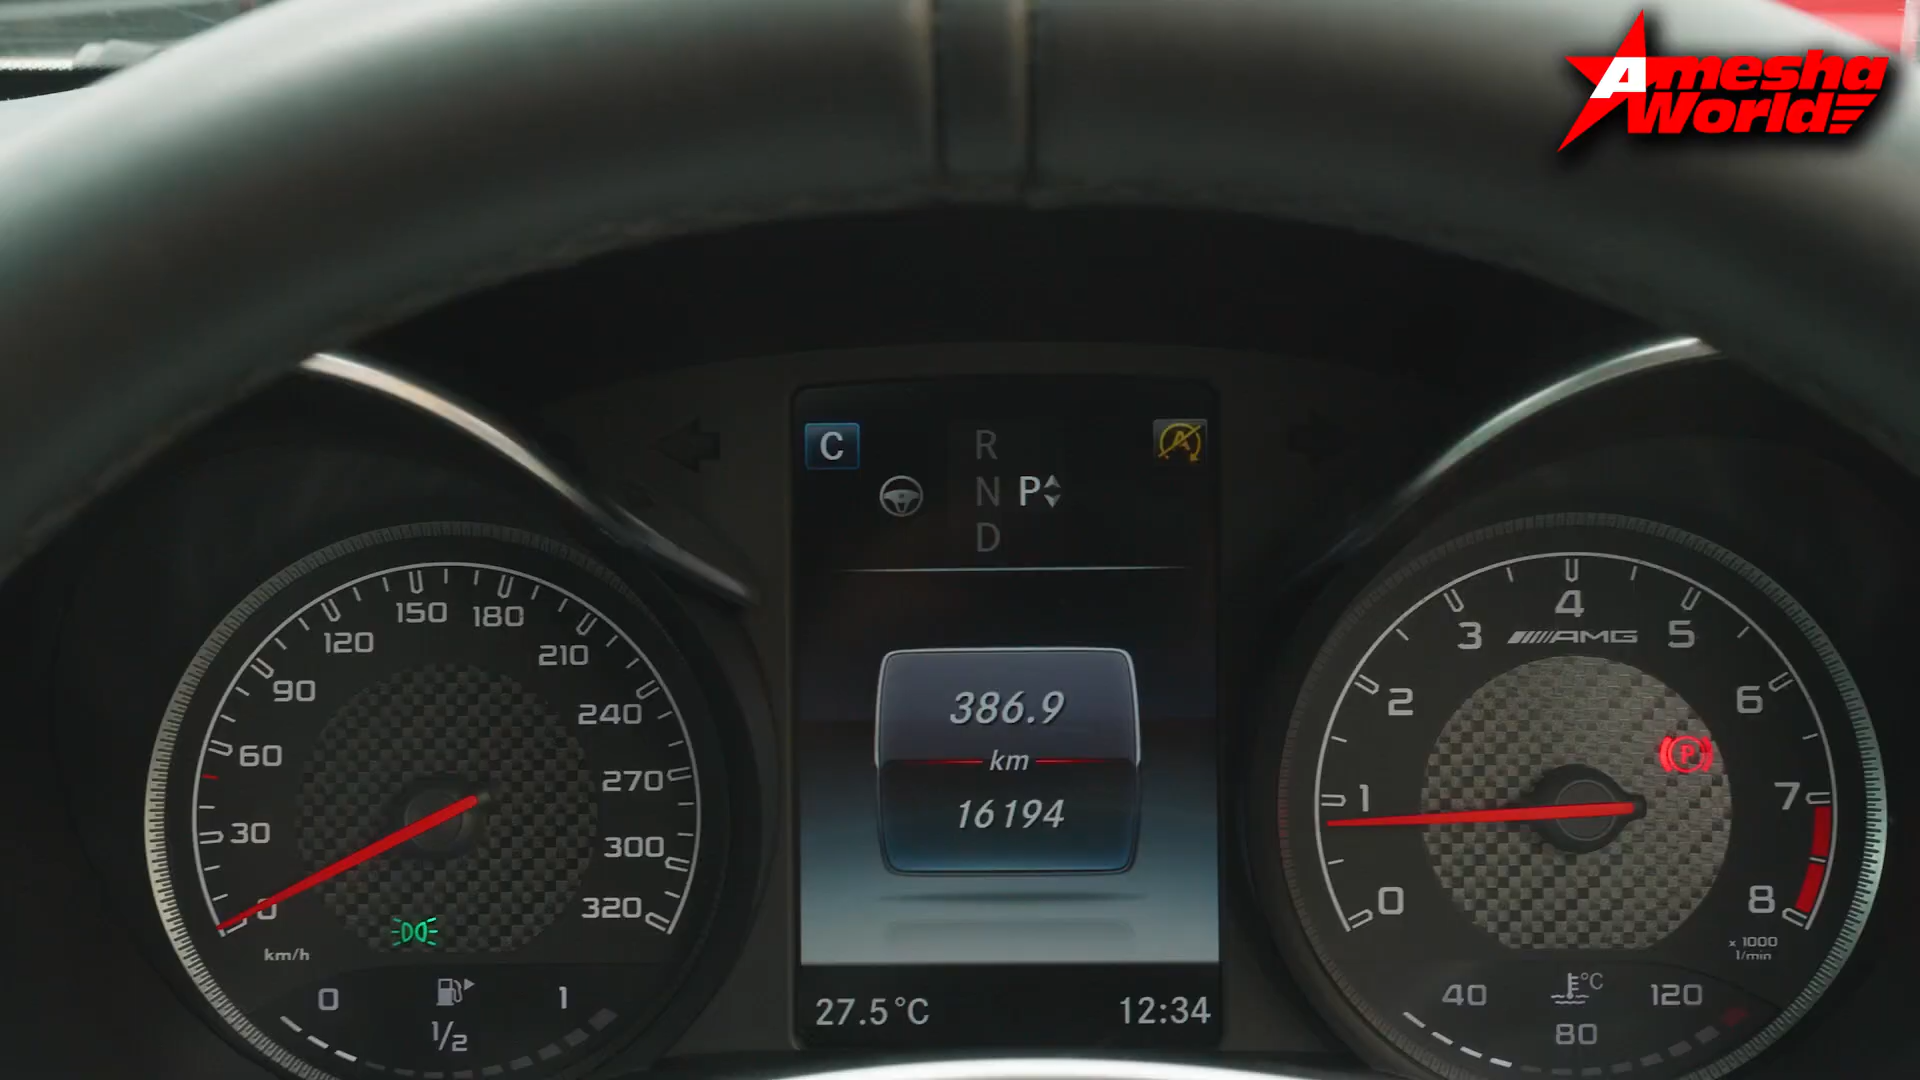 Amesha
World
C
R
N P
D
A
386.9
km
16194
27.5°C
12:34
0
30
60
90
120
150
180
210
240
270
300
320
km/h
0
1
1/2
0
1
2
3
4
5
6
7
8
AMG
P
x 1000
1/min
40
°C
120
80